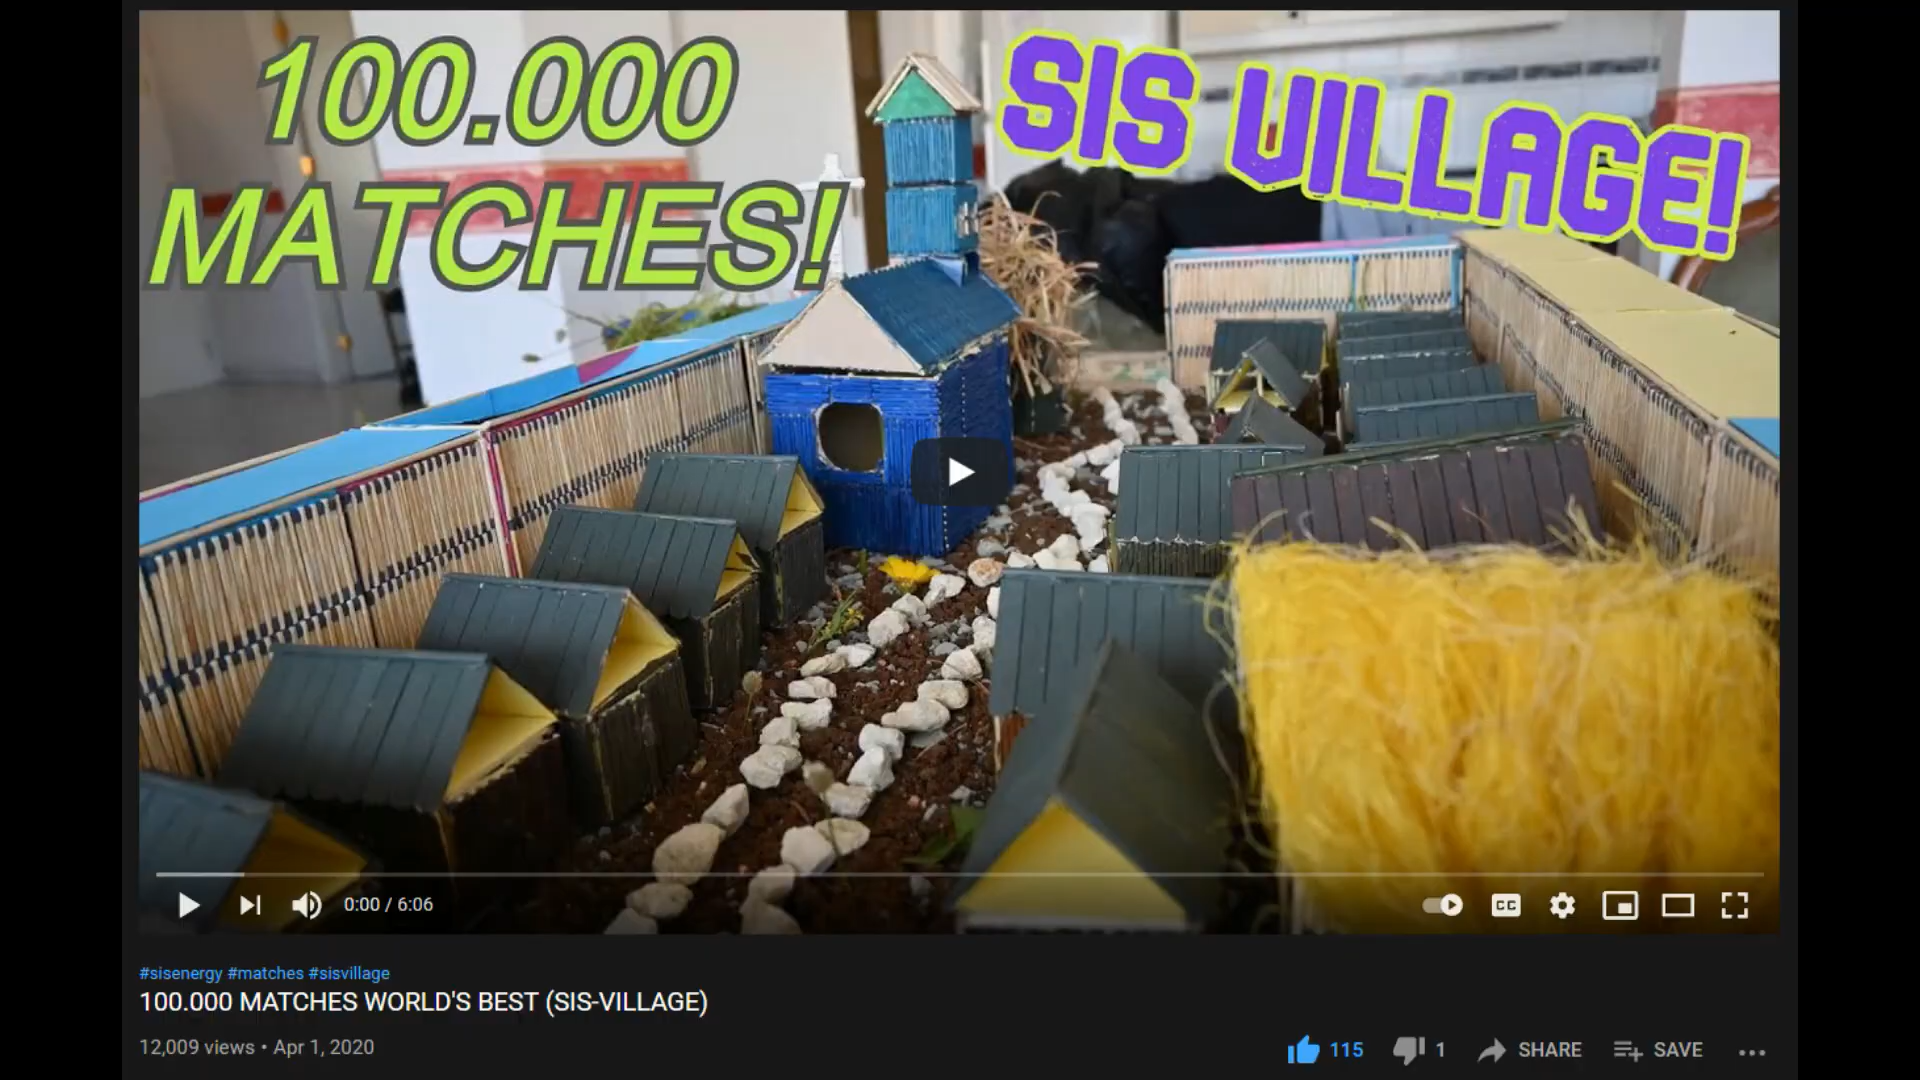 100.000
MATCHES!
SIS VILLAGE!
0:00 / 6:06
CC
#sisenergy #matches #sisvillage
100.000 MATCHES WORLD'S BEST (SIS-VILLAGE)
12,009 views • Apr 1, 2020
115 1 SHARE SAVE